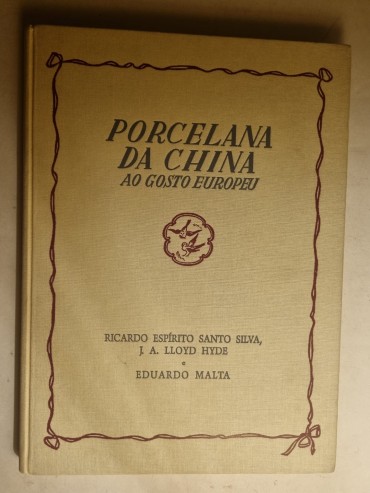 PORCELANA
DA CHINA
AO GOSTO EUROPEU
RICARDO ESPÍRITO SANTO SILVA,
J. A. LLOYD HYDE
*
EDUARDO MALTA